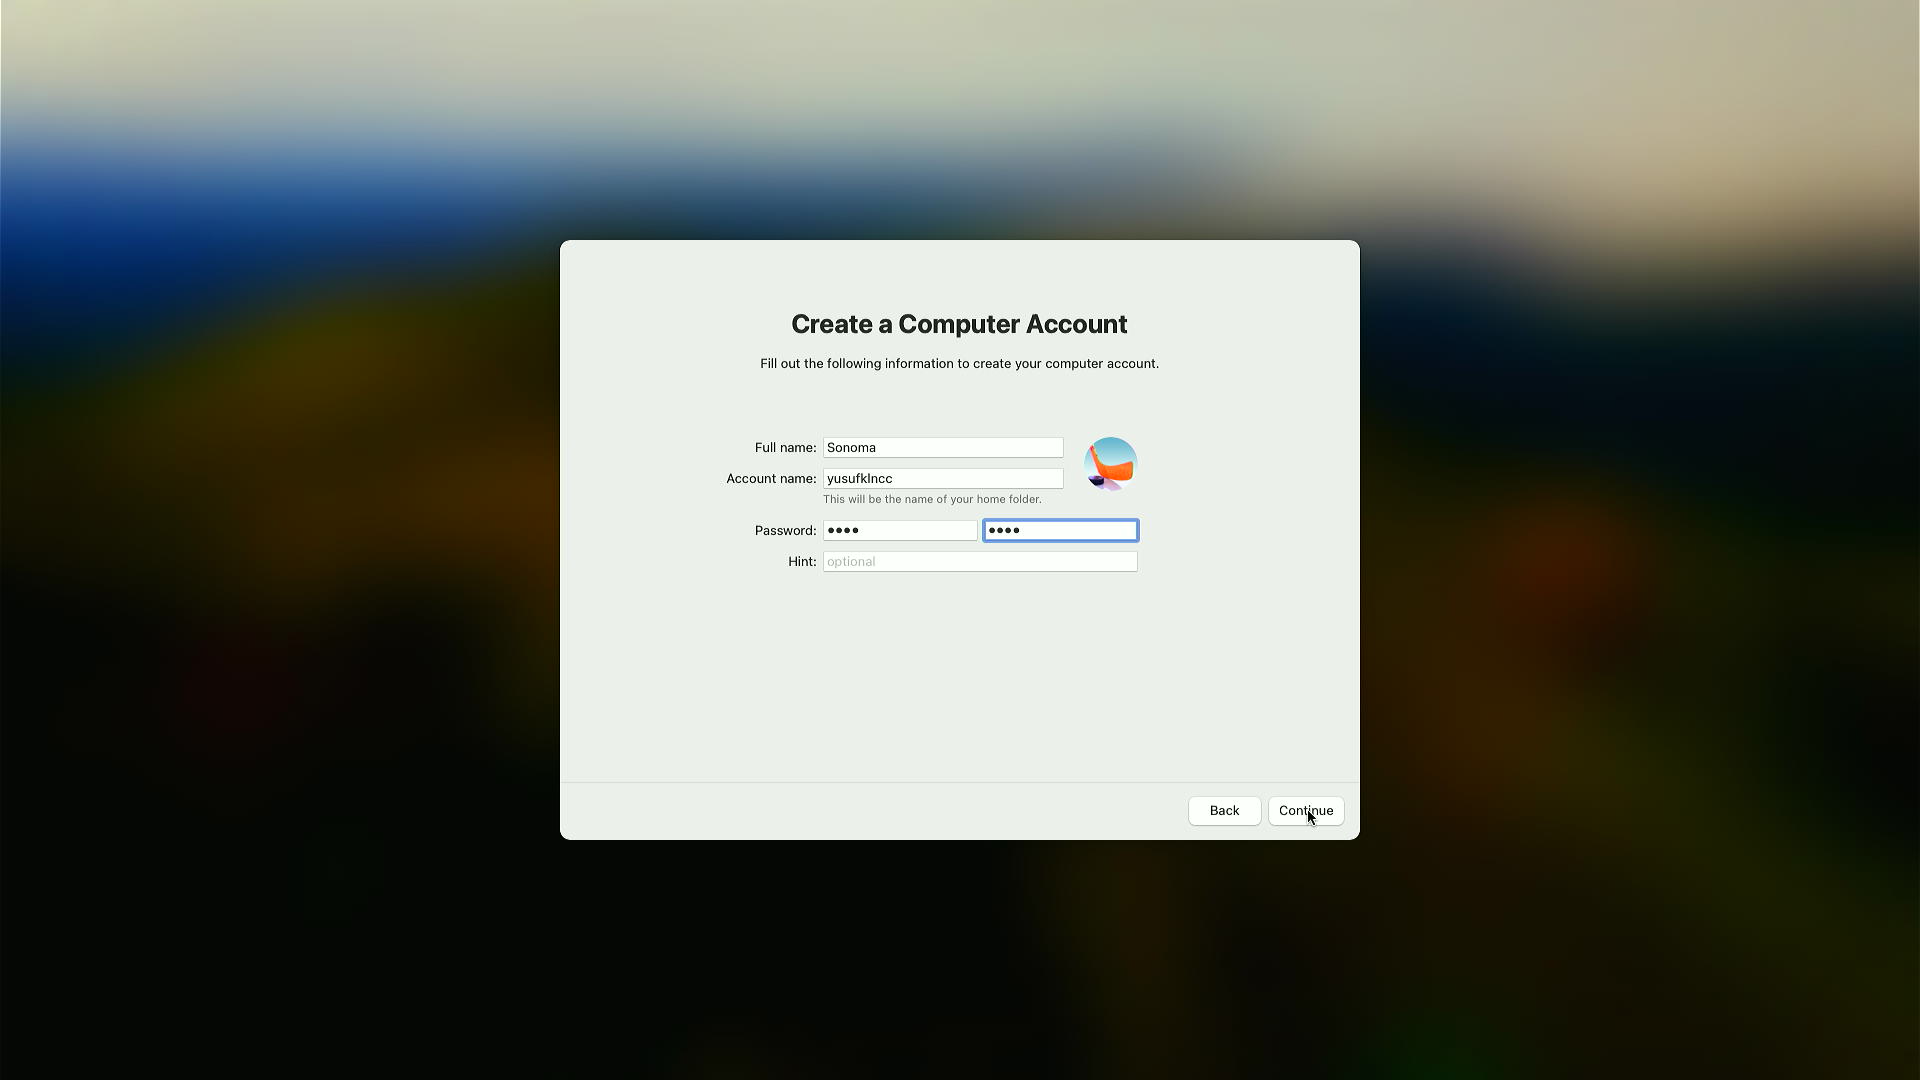 Create a Computer Account
Fill out the following information to create your computer account.
Full name: Sonoma
Account name: yusufklncc
This will be the name of your home folder.
Password: •••• ••••
Hint: optional
Back Continue